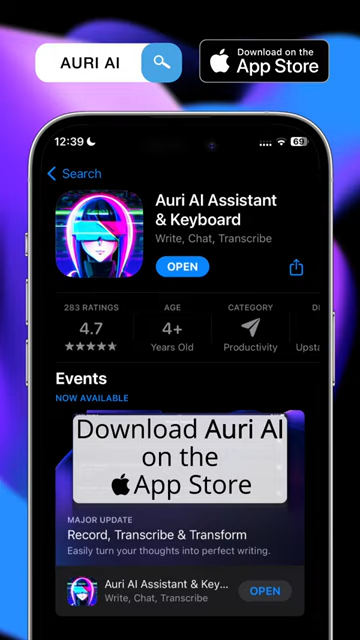 AURI AI
Download on the
App Store
12:39
69
Search
Auri AI Assistant
& Keyboard
Write, Chat, Transcribe
OPEN
283 RATINGS
AGE
CATEGORY
4.7
4+
Years Old
Productivity
Events
NOW AVAILABLE
Download Auri AI
on the
App Store
MAJOR UPDATE
Record, Transcribe & Transform
Easily turn your thoughts into perfect writing.
Auri AI Assistant & Key...
Write, Chat, Transcribe
OPEN